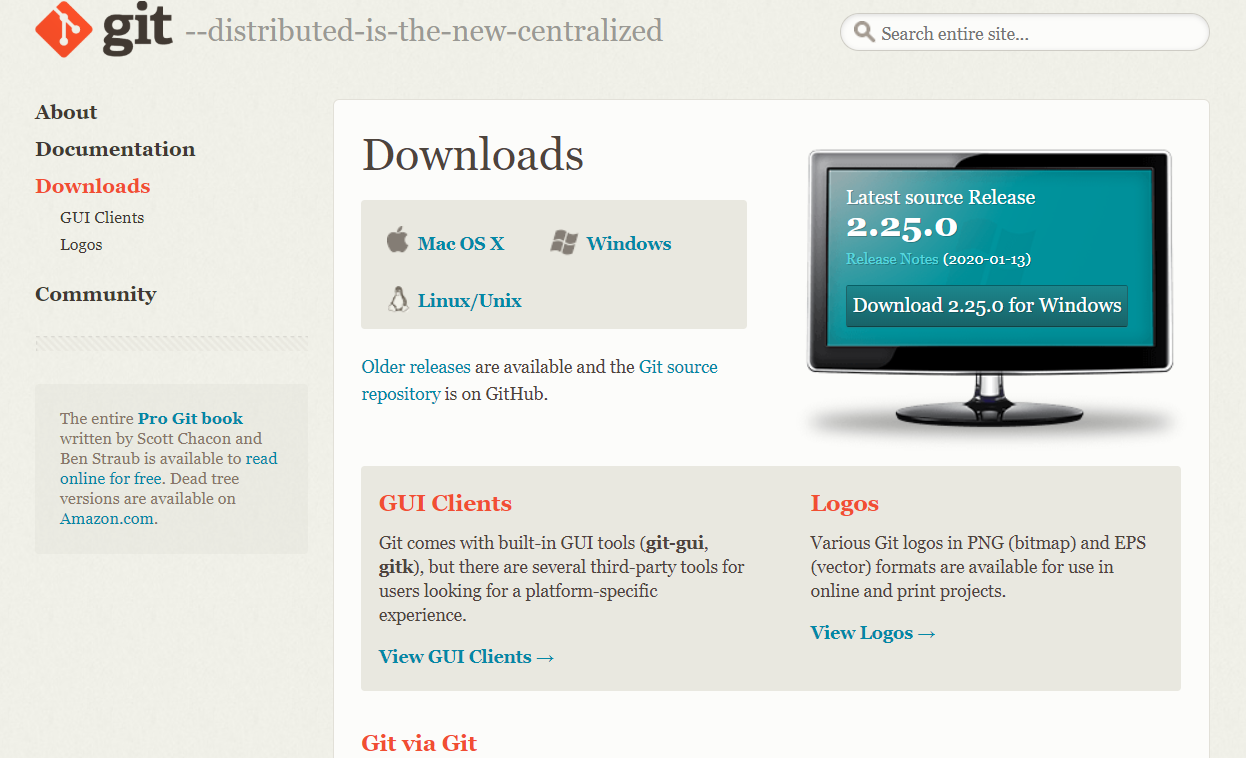 git --distributed-is-the-new-centralized
Search entire site...
About
Documentation
Downloads
GUI Clients
Logos
Community
The entire Pro Git book
written by Scott Chacon and
Ben Straub is available to read
online for free. Dead tree
versions are available on
Amazon.com.
Downloads
Mac OS X
Windows
Linux/Unix
Older releases are available and the Git source
repository is on GitHub.
Latest source Release
2.25.0
Release Notes (2020-01-13)
Download 2.25.0 for Windows
GUI Clients
Git comes with built-in GUI tools (git-gui,
gitk), but there are several third-party tools for
users looking for a platform-specific
experience.
View GUI Clients →
Logos
Various Git logos in PNG (bitmap) and EPS
(vector) formats are available for use in
online and print projects.
View Logos →
Git via Git